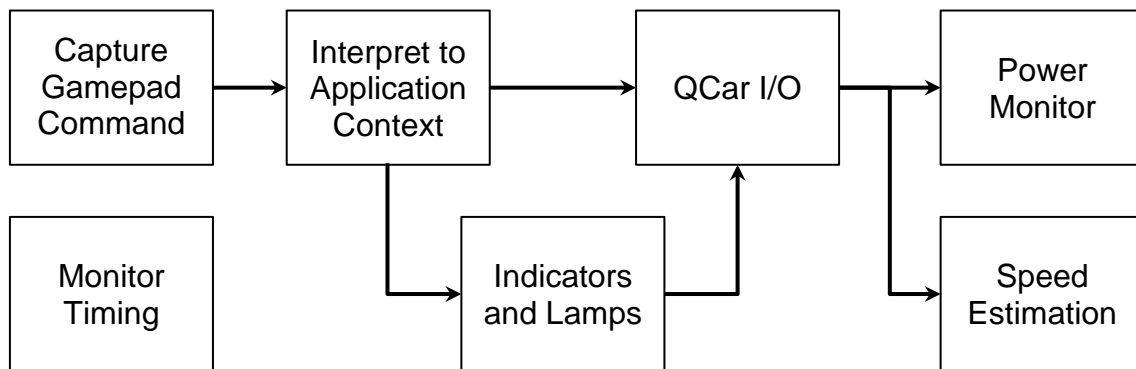 Capture
Gamepad
Command
Interpret to
Application
Context
QCar I/O
Power
Monitor
Monitor
Timing
Indicators
and Lamps
Speed
Estimation